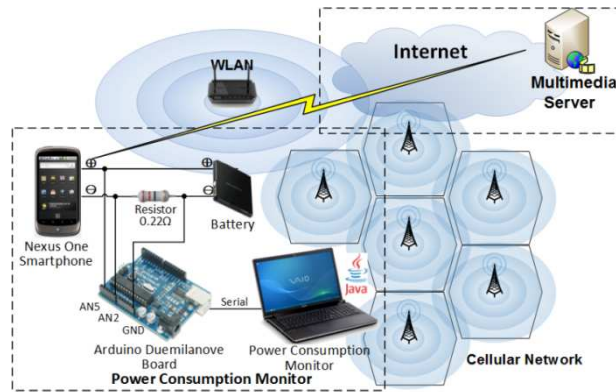 WLAN
Internet
Multimedia
Server
Nexus One
Smartphone
Resistor
0.22Ω
Battery
AN5
AN2
GND
Serial
VAIO
Java
Arduino Duemilanove
Board
Power Consumption
Monitor
Power Consumption Monitor
Cellular Network